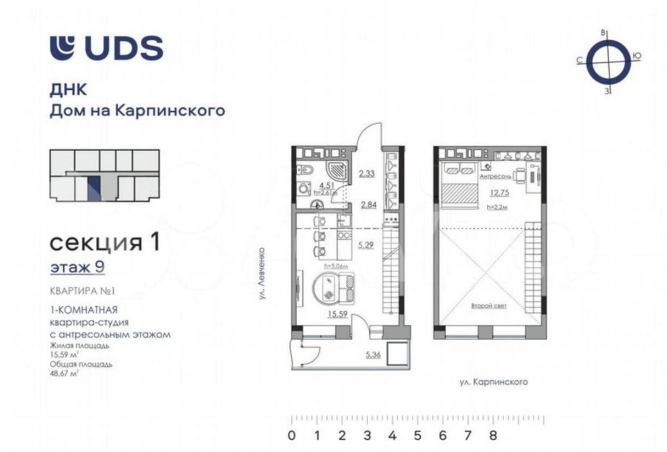 UDS
ДНК
Дом на Карпинского
В
С
Ю
З
секция 1
этаж 9
КВАРТИРА №1
1-КОМНАТНАЯ
квартира-студия
с антресольным этажом
Жилая площадь
15.59 м²
Общая площадь
48.67 м²
ул. Левченко
4.51
h=2.61м
2.33
2.84
5.29
h=5.06м
15.59
5.36
Антресоль
12.75
h=2.2м
Второй свет
ул. Карпинского
0 1 2 3 4 5 6 7 8